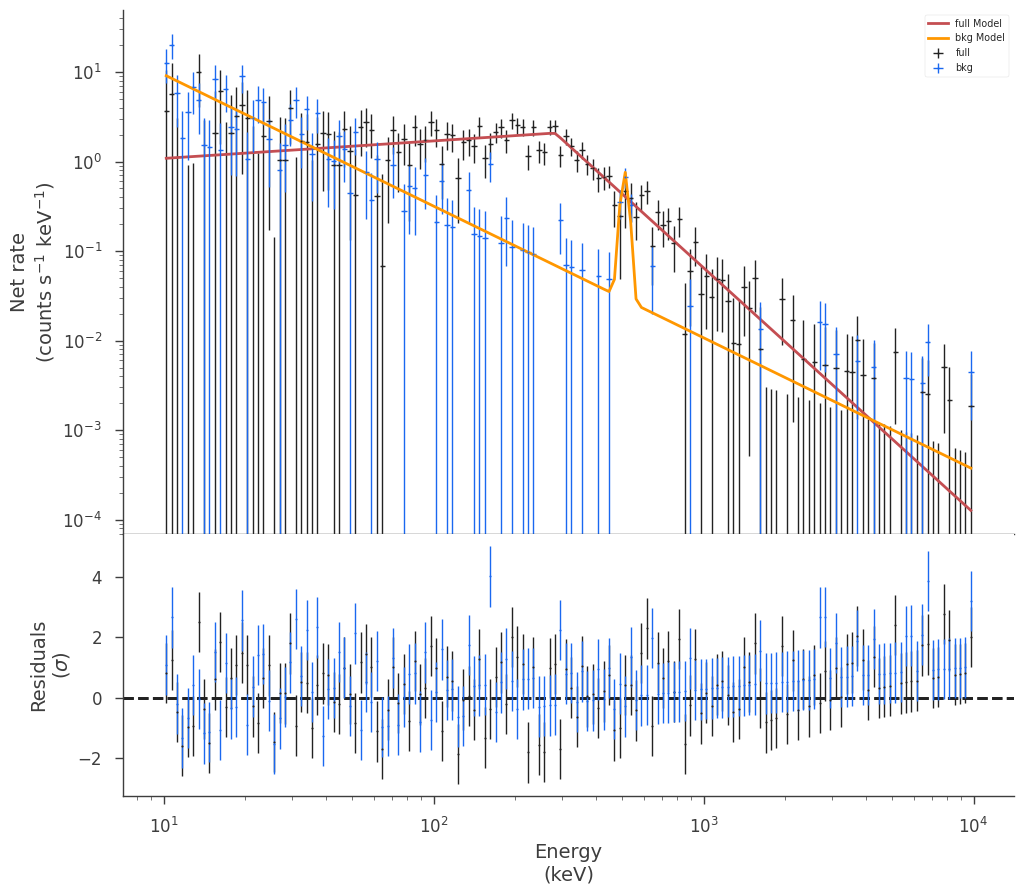 full Model
bkg Model
full
bkg
Net rate
(counts s⁻¹ keV⁻¹)
10¹
10⁰
10⁻¹
10⁻²
10⁻³
10⁻⁴
Residuals
(σ)
4
2
0
−2
10¹ 10² 10³ 10⁴
Energy
(keV)